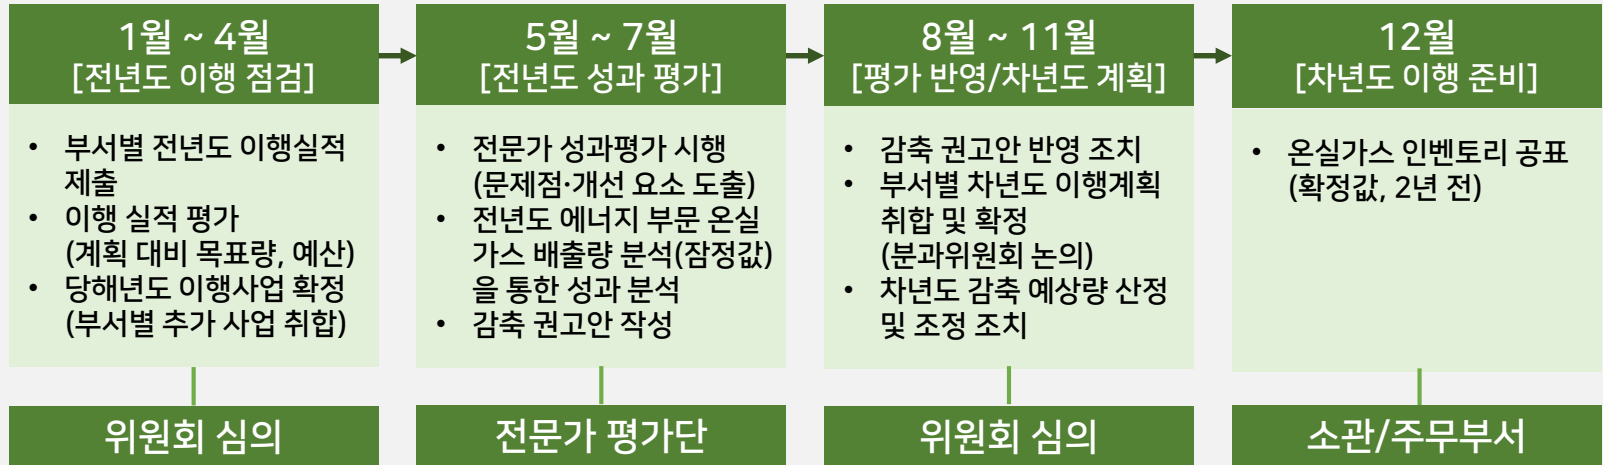 1월 ~ 4월
[전년도 이행 점검]
• 부서별 전년도 이행실적
제출
• 이행 실적 평가
(계획 대비 목표량, 예산)
• 당해년도 이행사업 확정
(부서별 추가 사업 취합)
위원회 심의
5월 ~ 7월
[전년도 성과 평가]
• 전문가 성과평가 시행
(문제점·개선 요소 도출)
• 전년도 에너지 부문 온실
가스 배출량 분석(잠정값)
을 통한 성과 분석
• 감축 권고안 작성
전문가 평가단
8월 ~ 11월
[평가 반영/차년도 계획]
• 감축 권고안 반영 조치
• 부서별 차년도 이행계획
취합 및 확정
(분과위원회 논의)
• 차년도 감축 예상량 산정
및 조정 조치
위원회 심의
12월
[차년도 이행 준비]
• 온실가스 인벤토리 공표
(확정값, 2년 전)
소관/주무부서